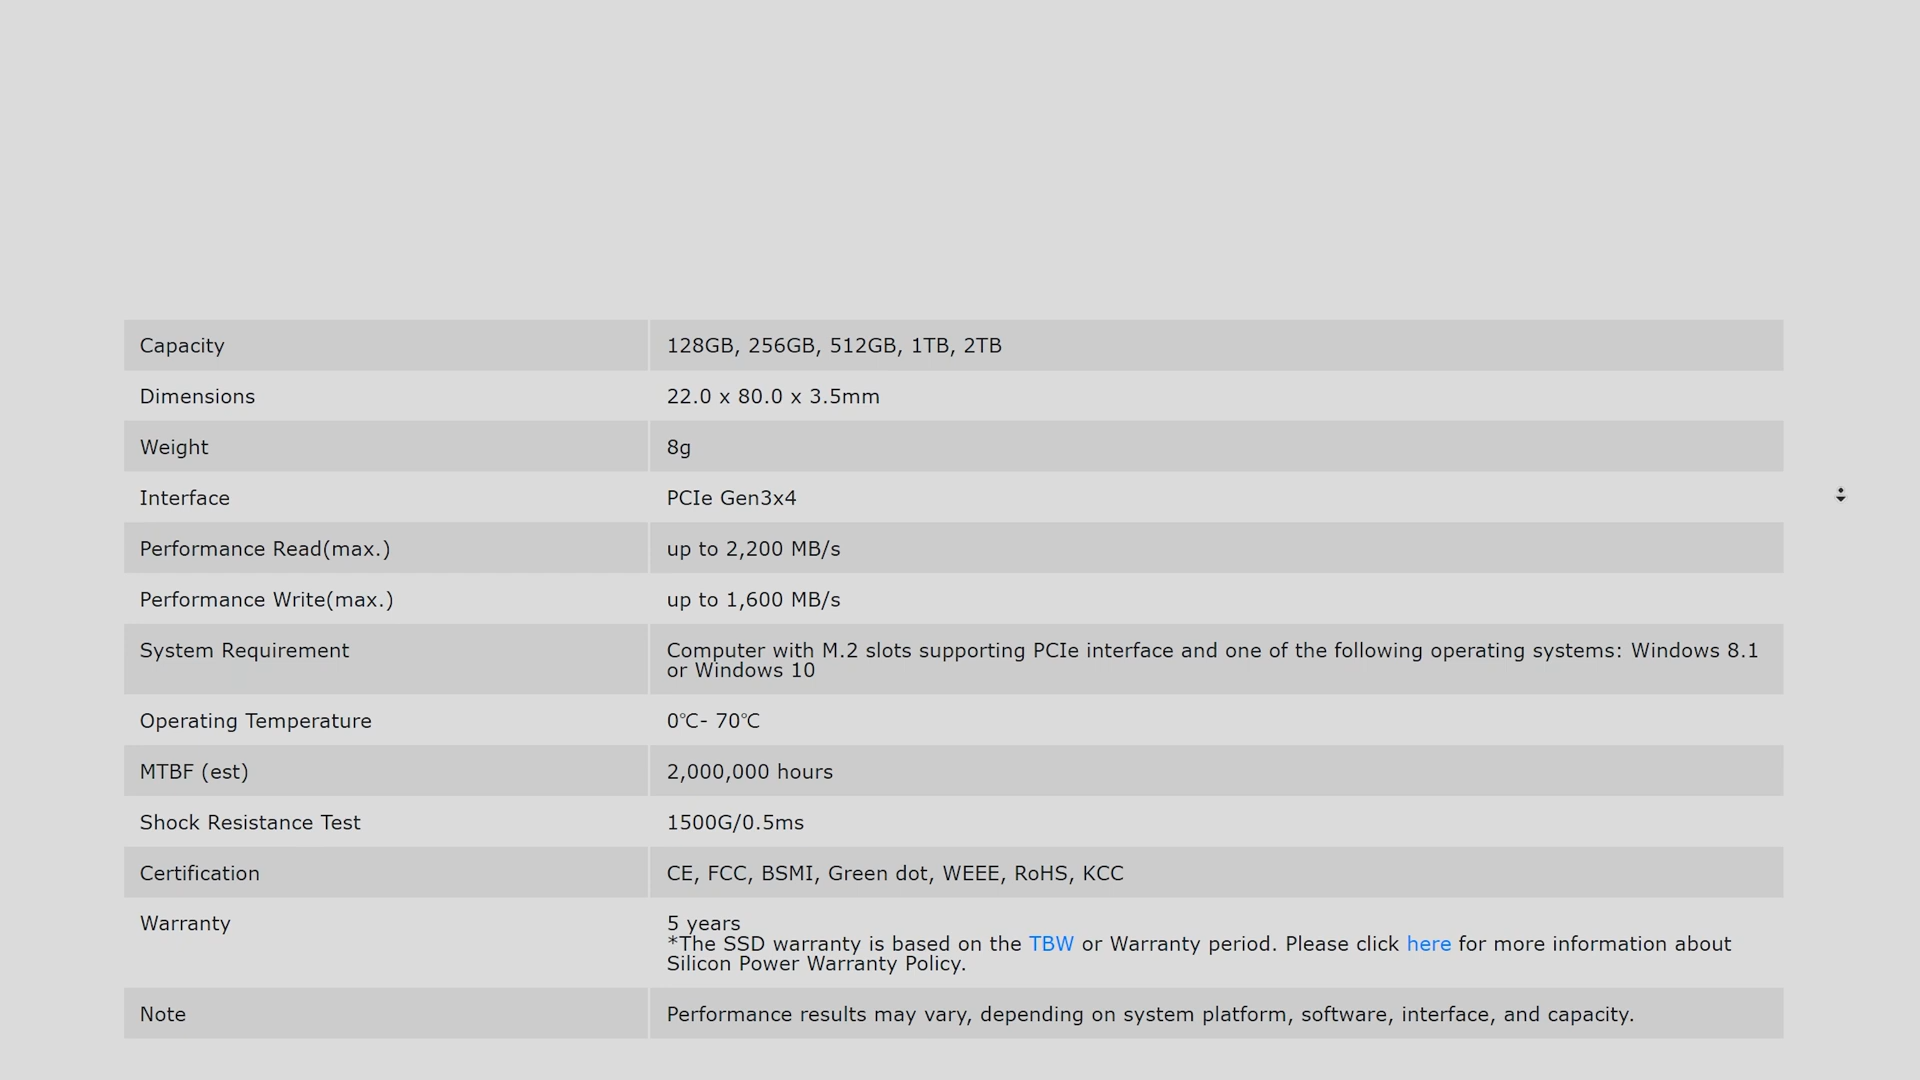 Capacity 128GB, 256GB, 512GB, 1TB, 2TB
Dimensions 22.0 x 80.0 x 3.5mm
Weight 8g
Interface PCIe Gen3x4
Performance Read(max.) up to 2,200 MB/s
Performance Write(max.) up to 1,600 MB/s
System Requirement Computer with M.2 slots supporting PCIe interface and one of the following operating systems: Windows 8.1
or Windows 10
Operating Temperature 0℃- 70℃
MTBF (est) 2,000,000 hours
Shock Resistance Test 1500G/0.5ms
Certification CE, FCC, BSMI, Green dot, WEEE, RoHS, KCC
Warranty 5 years
*The SSD warranty is based on the TBW or Warranty period. Please click here for more information about
Silicon Power Warranty Policy.
Note Performance results may vary, depending on system platform, software, interface, and capacity.